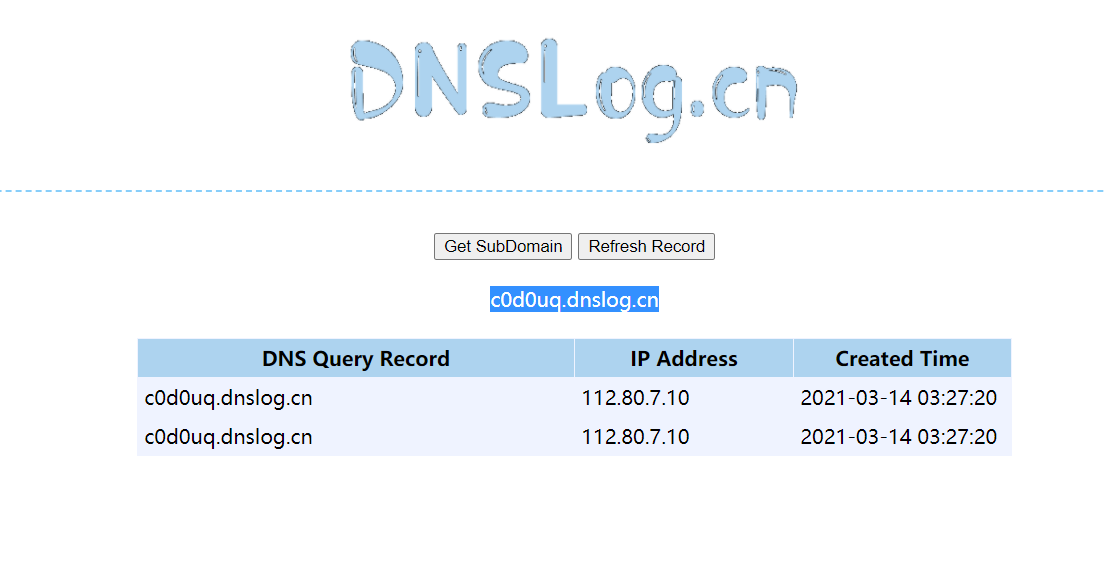 DNSLog.cn
Get SubDomain Refresh Record
c0d0uq.dnslog.cn
DNS Query Record IP Address Created Time
c0d0uq.dnslog.cn 112.80.7.10 2021-03-14 03:27:20
c0d0uq.dnslog.cn 112.80.7.10 2021-03-14 03:27:20